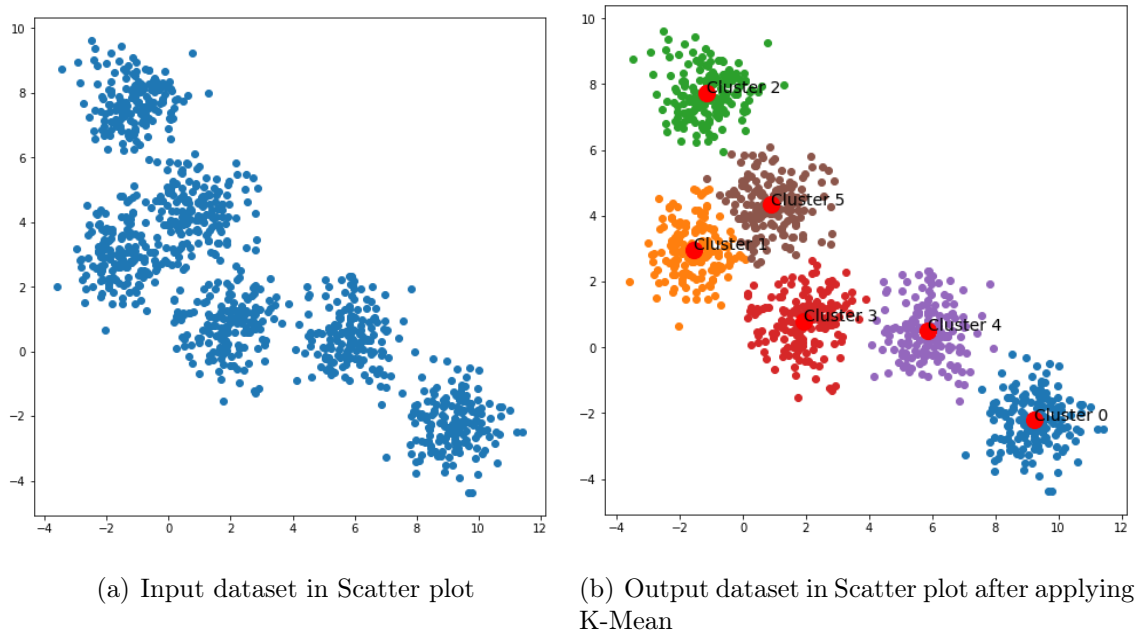 10
8
6
4
2
0
−2
−4
−4 −2 0 2 4 6 8 10 12
10
8
6
4
2
0
−2
−4
−4 −2 0 2 4 6 8 10 12
Cluster 2
Cluster 5
Cluster 1
Cluster 3
Cluster 4
Cluster 0
(a) Input dataset in Scatter plot
(b) Output dataset in Scatter plot after applying
K-Mean